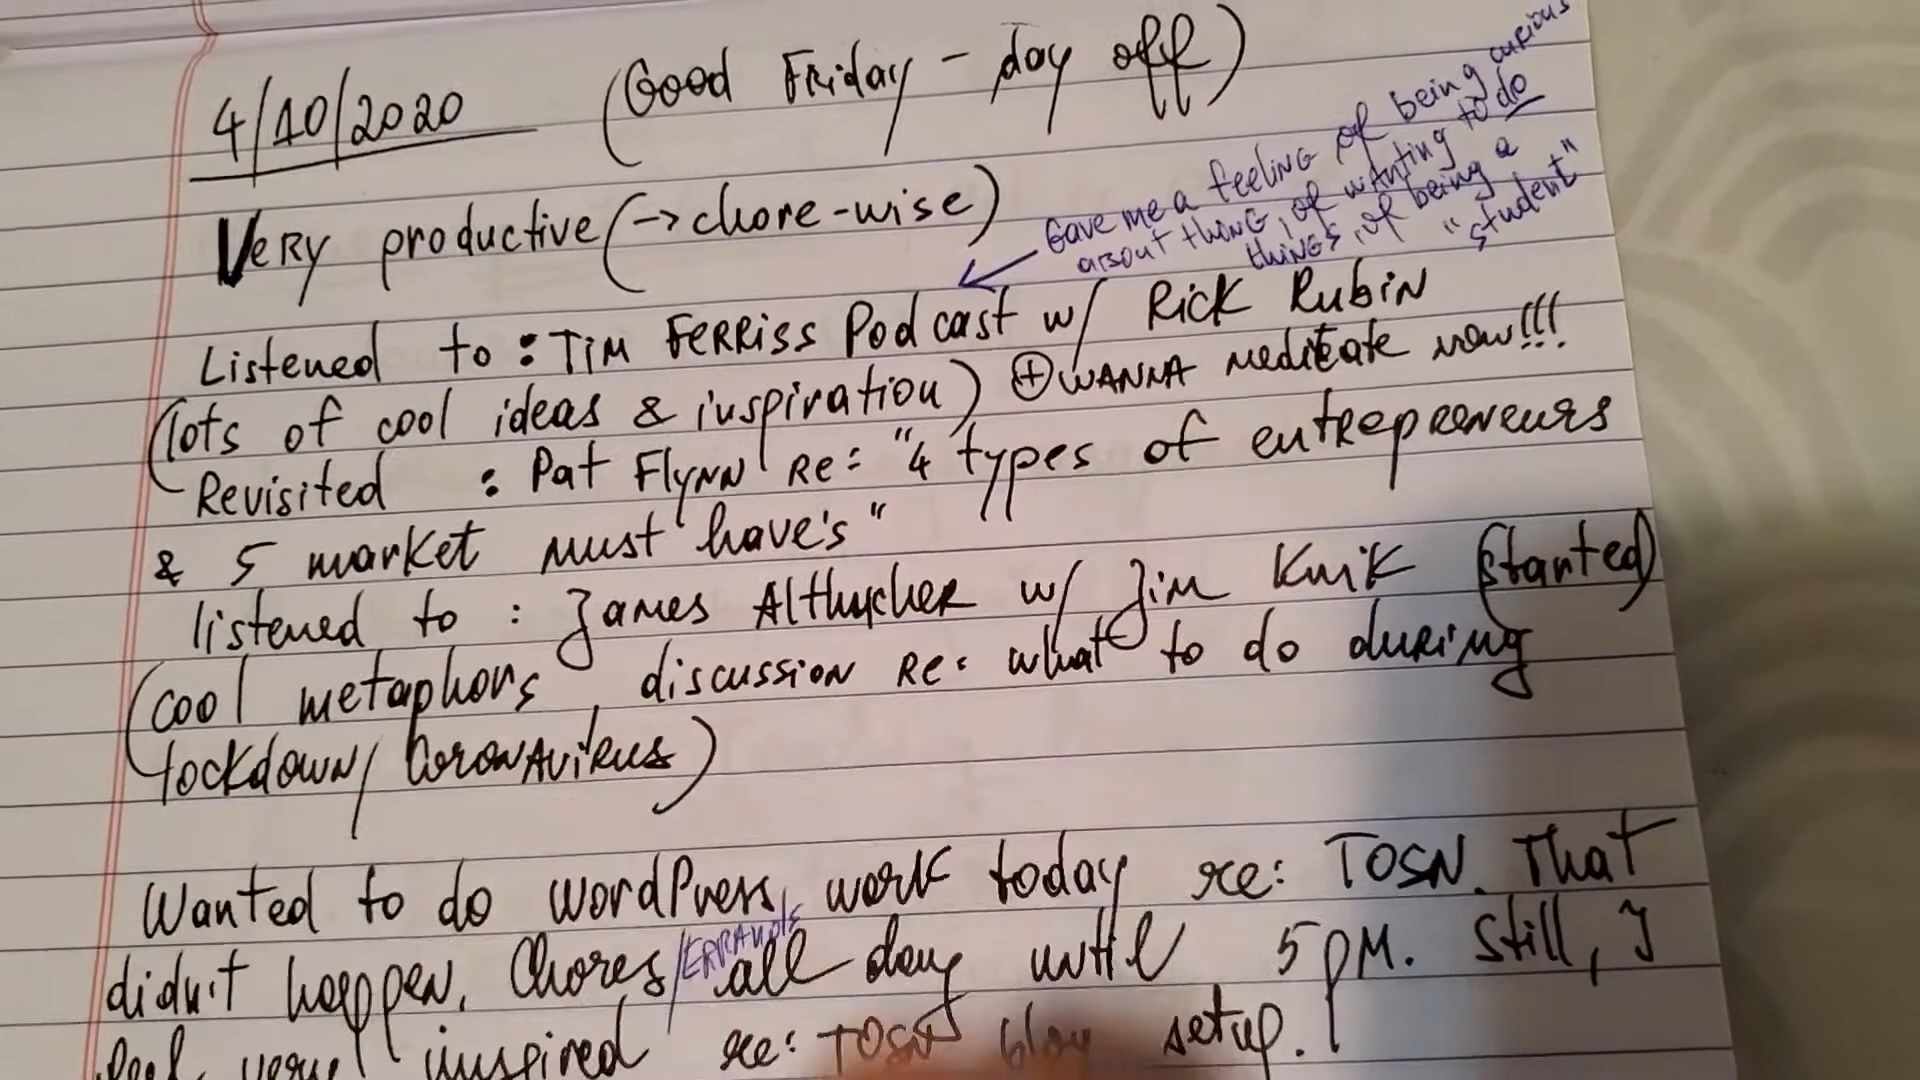 4/10/2020 (Good Friday - day off)
Very productive (→ chore-wise)
Gave me a feeling of being curious
about thing, of wanting to do
things, of being a
"student"
Listened to: Tim Ferriss Podcast w/ Rick Rubin
(lots of cool ideas & inspiration) ⊕ WANNA meditate now!!!
Revisited : Pat Flynn re: "4 types of entrepreneurs
& 5 market must have's"
listened to : James Althucher w/ Jim Kwik (started)
(cool metaphors, discussion re: what to do during
lockdown/Coronavirus)
Wanted to do WordPress work today re: TOSN. That
didn't happen. Chores/ERRANDS all day until 5PM. Still, I
feel very inspired re: TOSN blog setup.